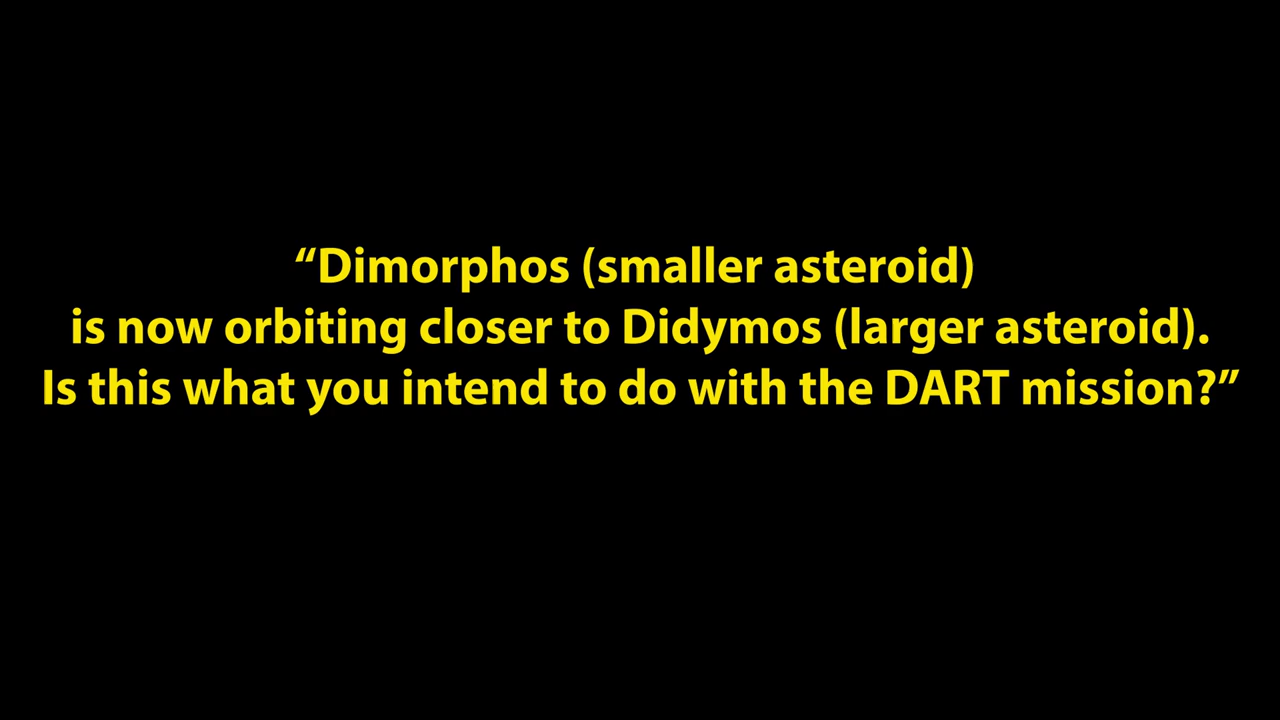 “Dimorphos (smaller asteroid)
is now orbiting closer to Didymos (larger asteroid).
Is this what you intend to do with the DART mission?”